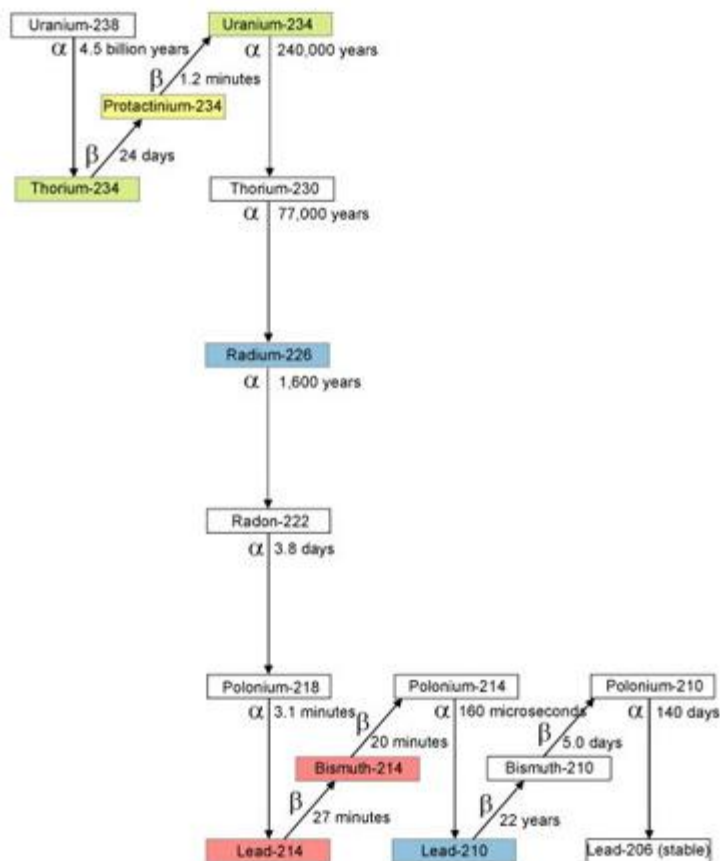 Uranium-238
Uranium-234
α 4.5 billion years
α 240,000 years
β 1.2 minutes
Protactinium-234
β 24 days
Thorium-234
Thorium-230
α 77,000 years
Radium-226
α 1,600 years
Radon-222
α 3.8 days
Polonium-218
Polonium-214
Polonium-210
α 3.1 minutes
α 160 microseconds
α 140 days
β 20 minutes
β 5.0 days
Bismuth-214
Bismuth-210
β 27 minutes
β 22 years
Lead-214
Lead-210
Lead-206 (stable)